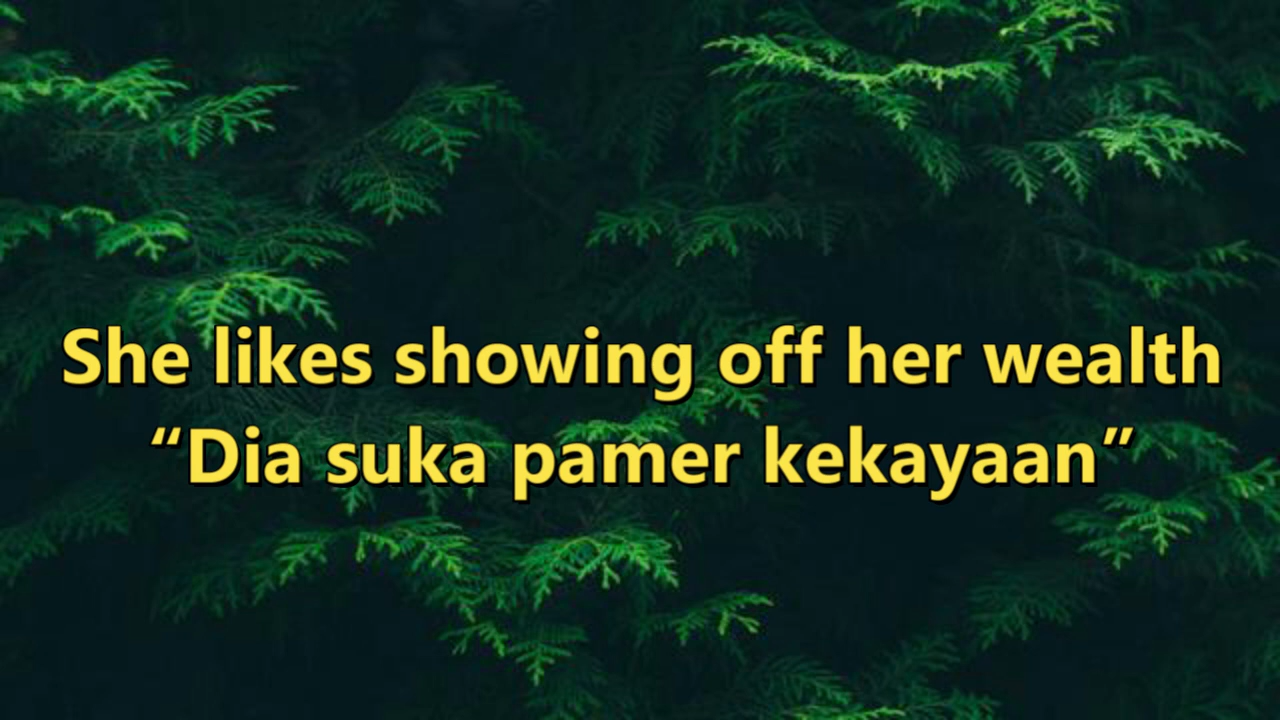 She likes showing off her wealth
“Dia suka pamer kekayaan”